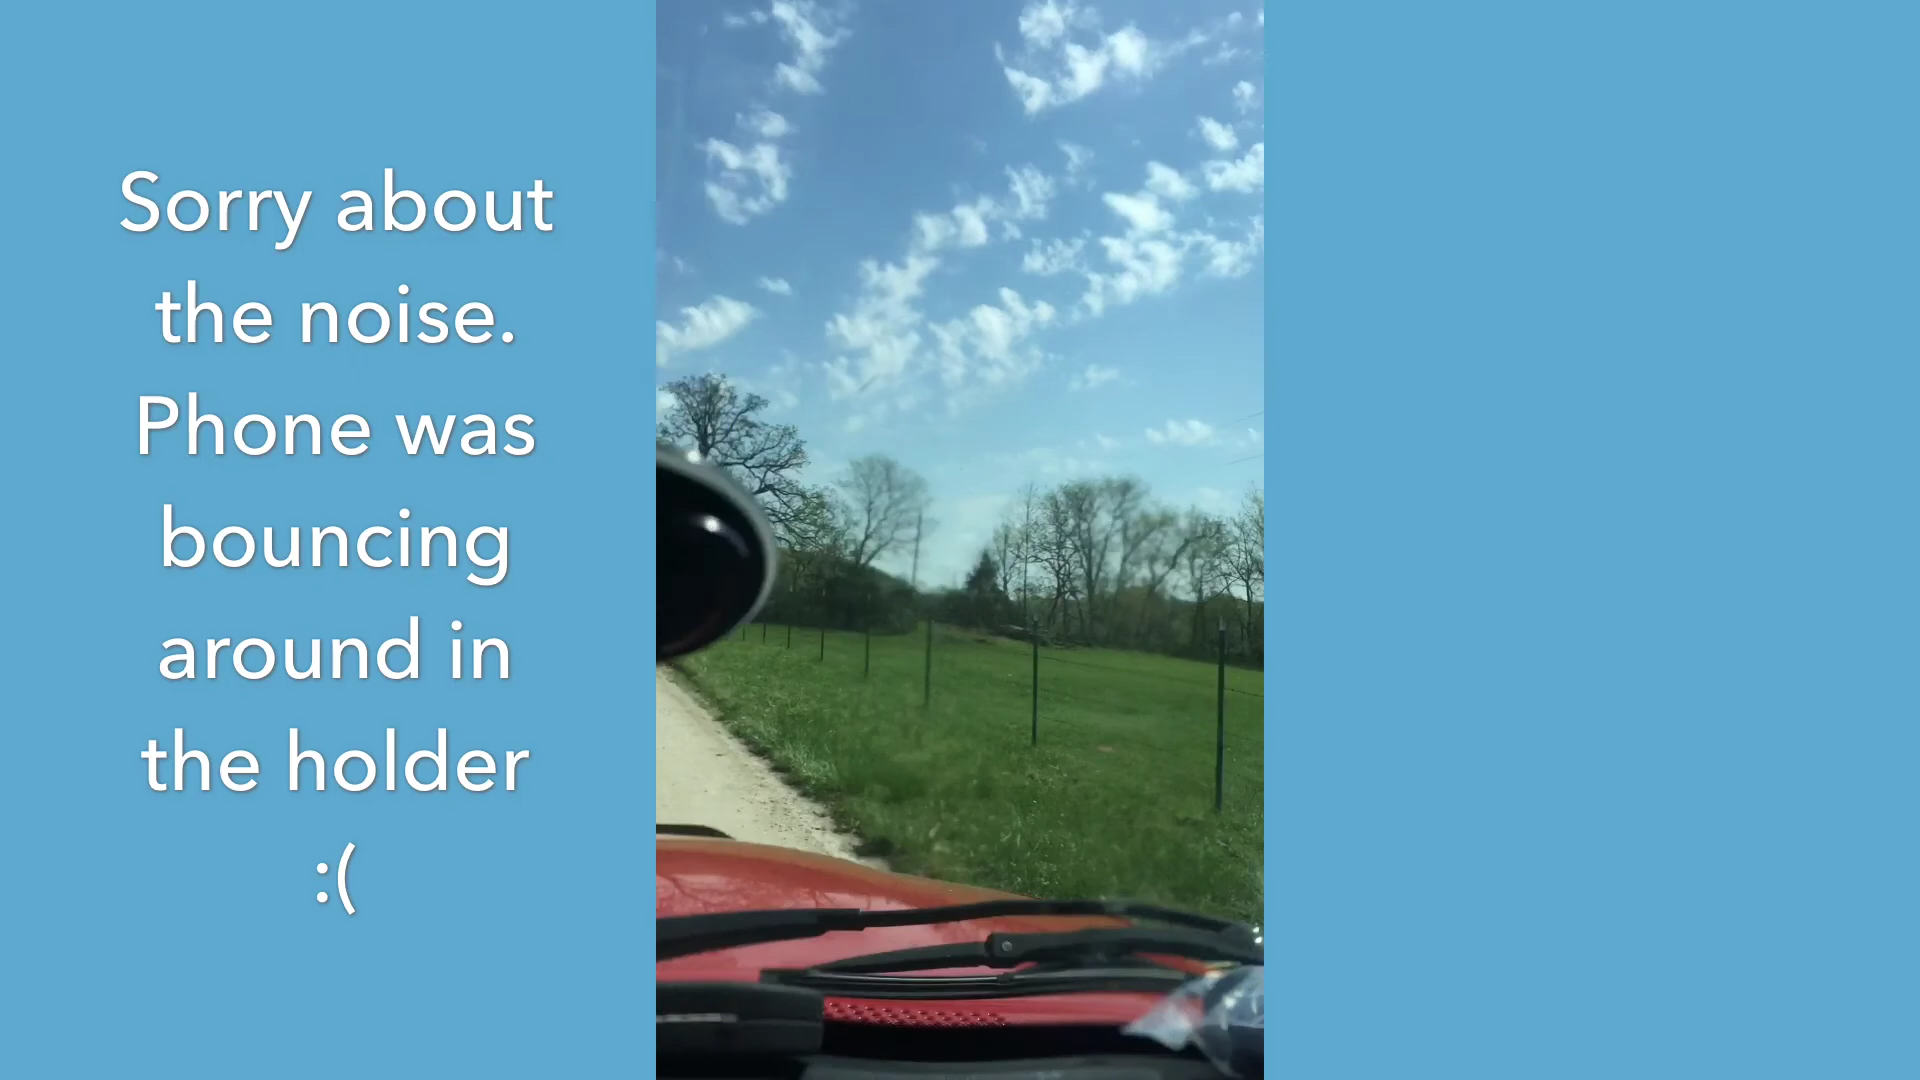 Sorry about
the noise.
Phone was
bouncing
around in
the holder
:(